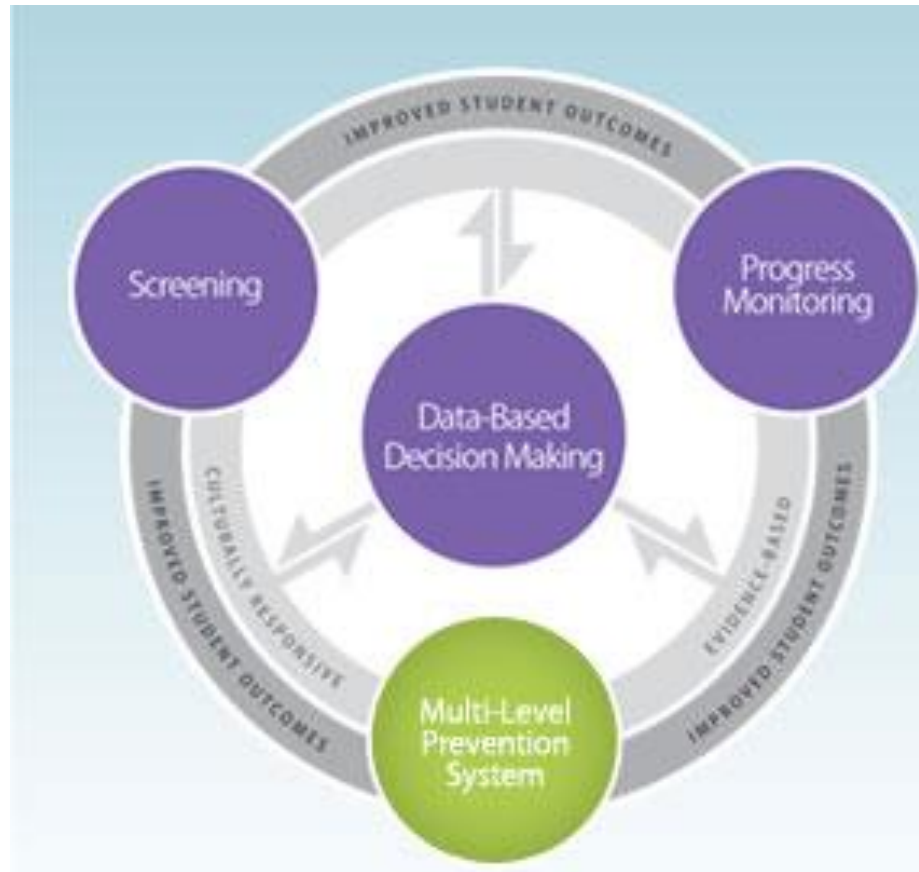 IMPROVED STUDENT OUTCOMES
Screening
Progress
Monitoring
Data-Based
Decision Making
CULTURALLY RESPONSIVE
EVIDENCE-BASED
IMPROVED STUDENT OUTCOMES
IMPROVED STUDENT OUTCOMES
Multi-Level
Prevention
System